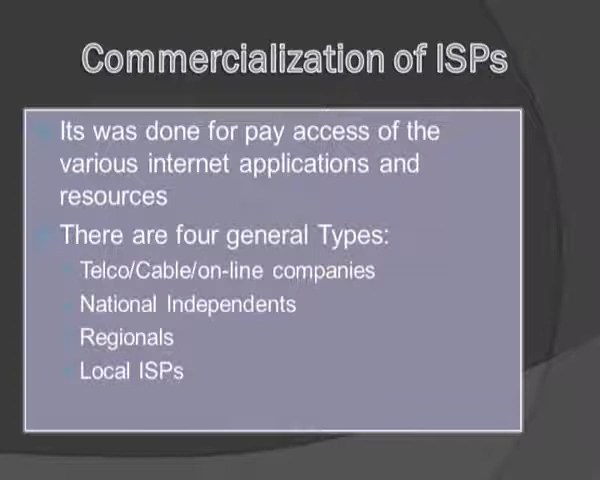 Commercialization of ISPs
Its was done for pay access of the
various internet applications and
resources
There are four general Types:
Telco/Cable/on-line companies
National Independents
Regionals
Local ISPs